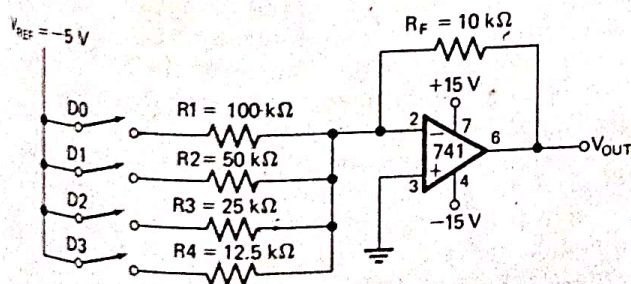 V_REF = -5 V
R_F = 10 kΩ
+15 V
D0
R1 = 100 kΩ
2
7
6
D1
R2 = 50 kΩ
-
741
+
V_OUT
3
4
D2
R3 = 25 kΩ
-15 V
D3
R4 = 12.5 kΩ